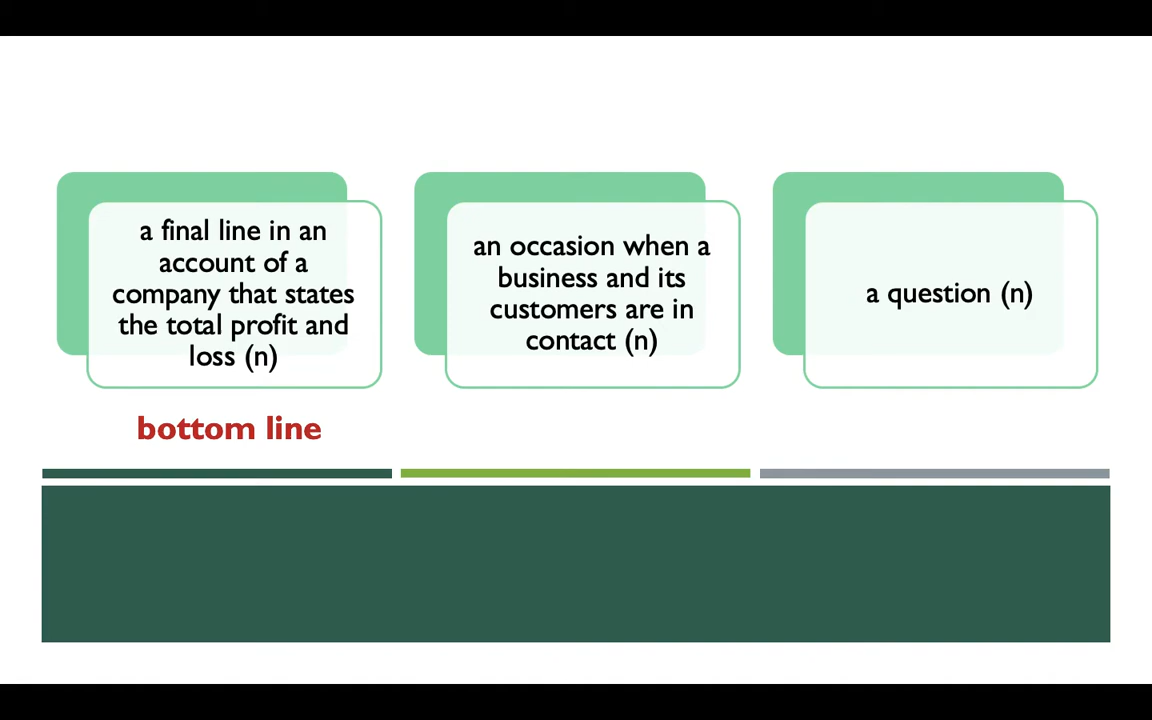 a final line in an
account of a
company that states
the total profit and
loss (n)
bottom line
an occasion when a
business and its
customers are in
contact (n)
a question (n)